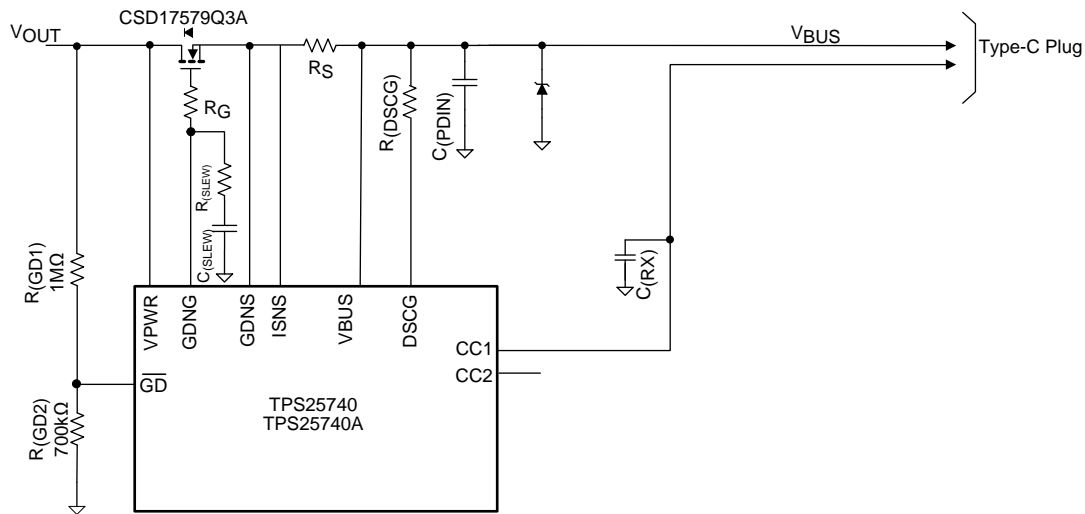 CSD17579Q3A
VOUT
VBUS
Type-C Plug
RS
RG
R(DSCG)
C(PDIN)
R(SLEW)
C(SLEW)
R(GD1)
1MΩ
C(RX)
VPWR
GDNG
GDNS
ISNS
VBUS
DSCG
CC1
CC2
GD
TPS25740
TPS25740A
R(GD2)
700kΩ